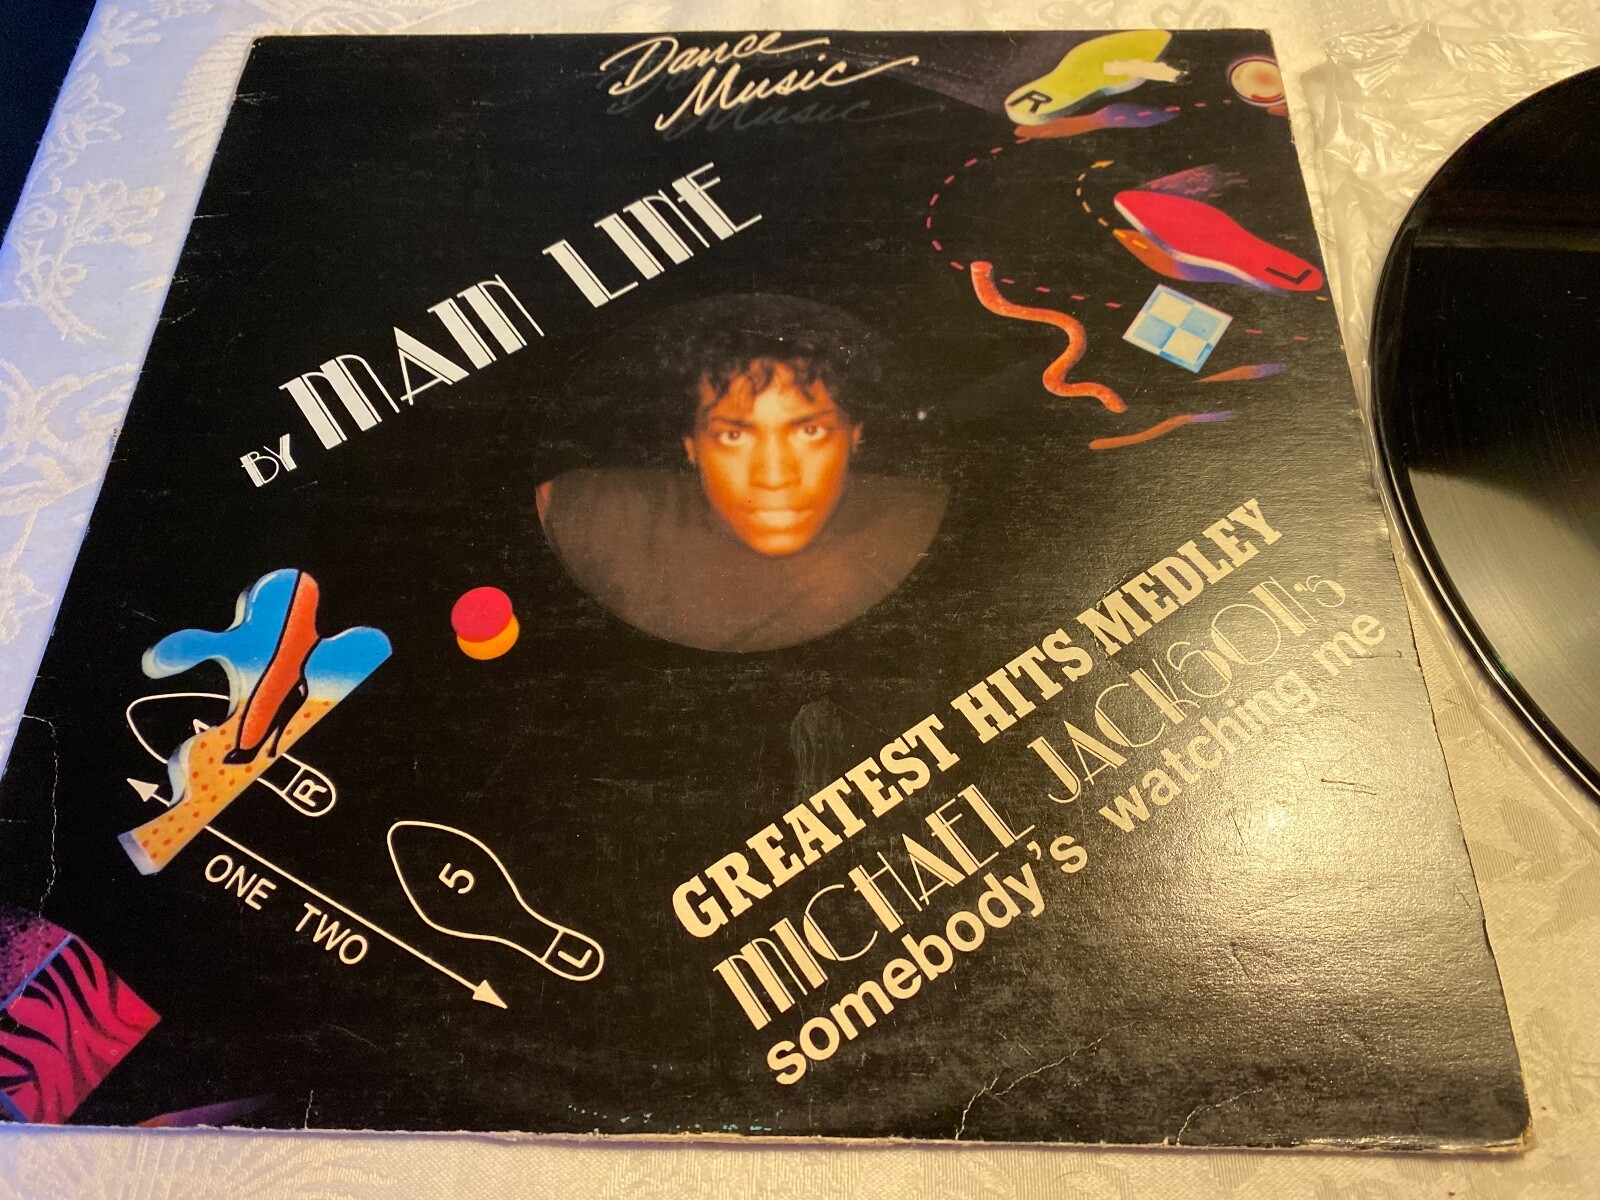 Dance
Music
R
BY MAIN LINE
L
GREATEST HITS MEDLEY
MICHAEL JACKSON's
somebody's watching me
R
5
L
ONE TWO